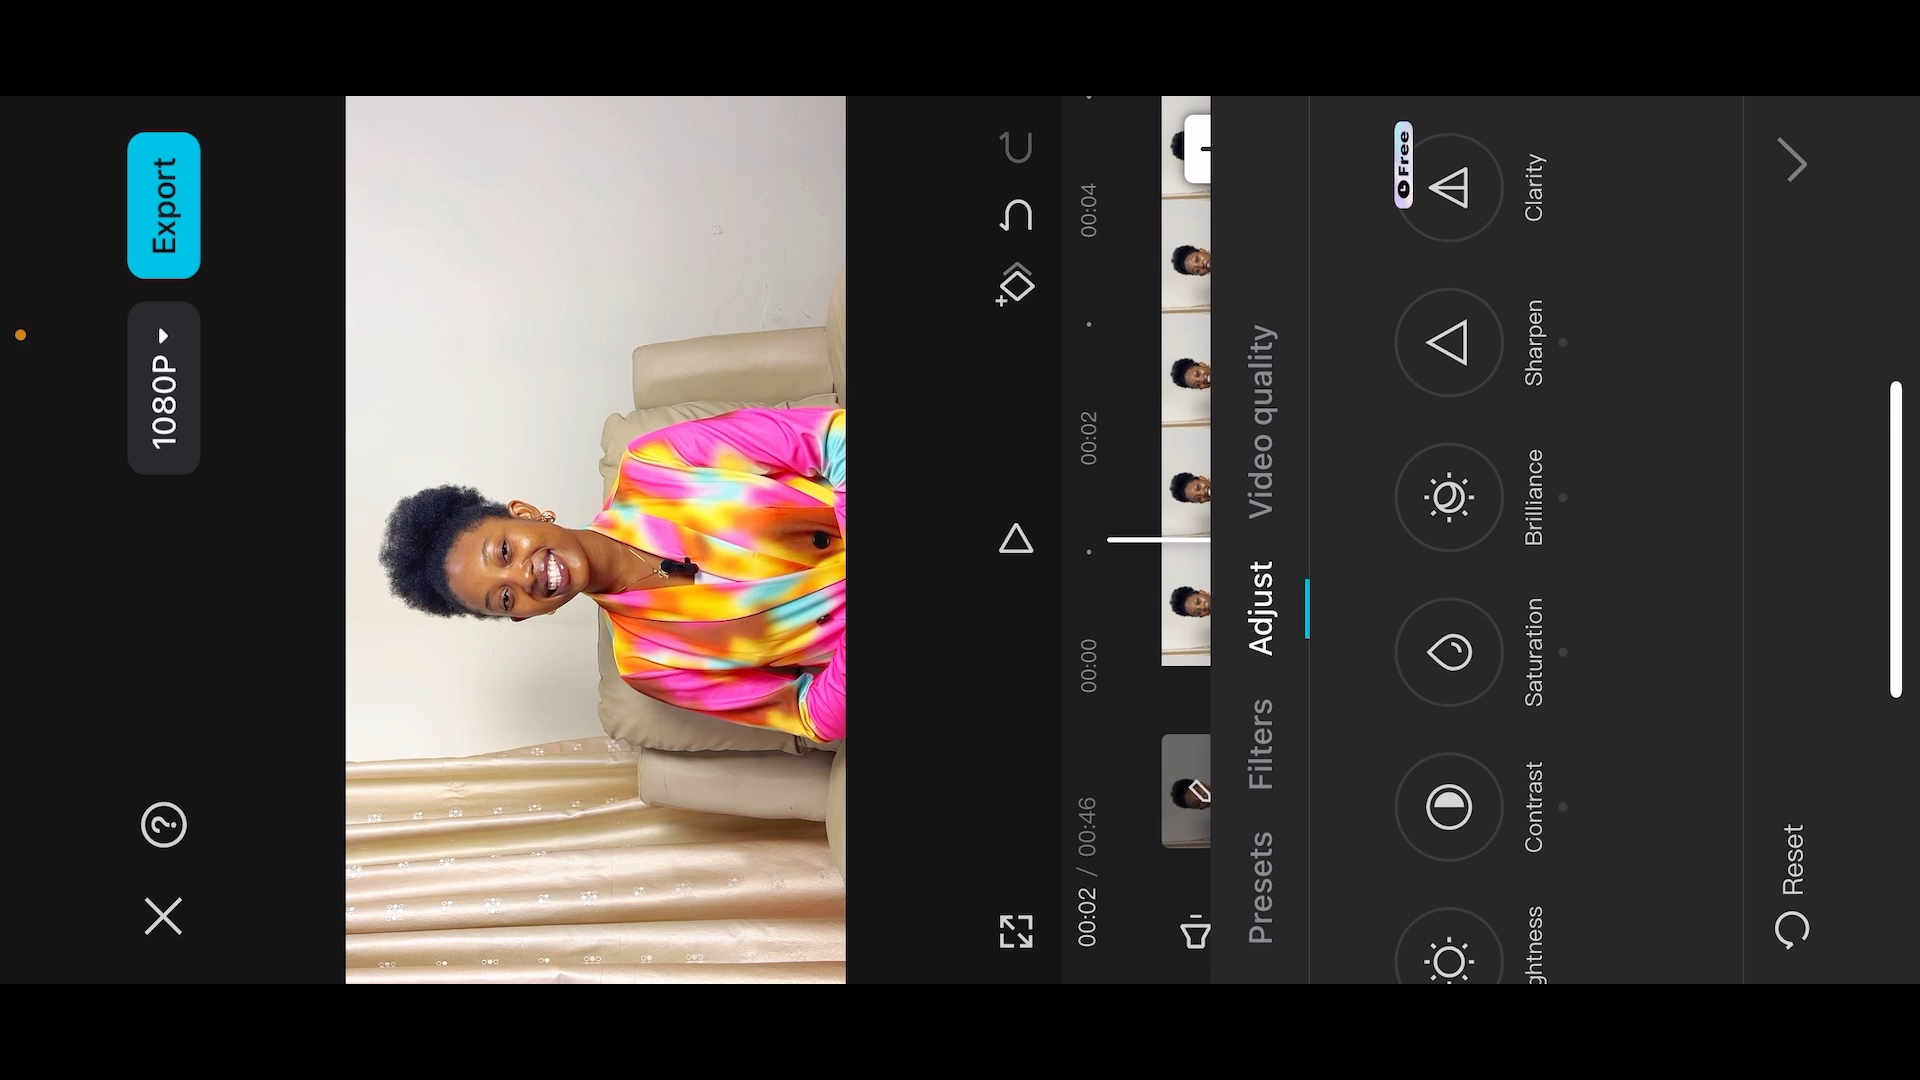 1080P
Export
00:02 / 00:46
00:00
00:02
00:04
Presets
Filters
Adjust
Video quality
ghtness
Contrast
Saturation
Brilliance
Sharpen
Free
Clarity
Reset